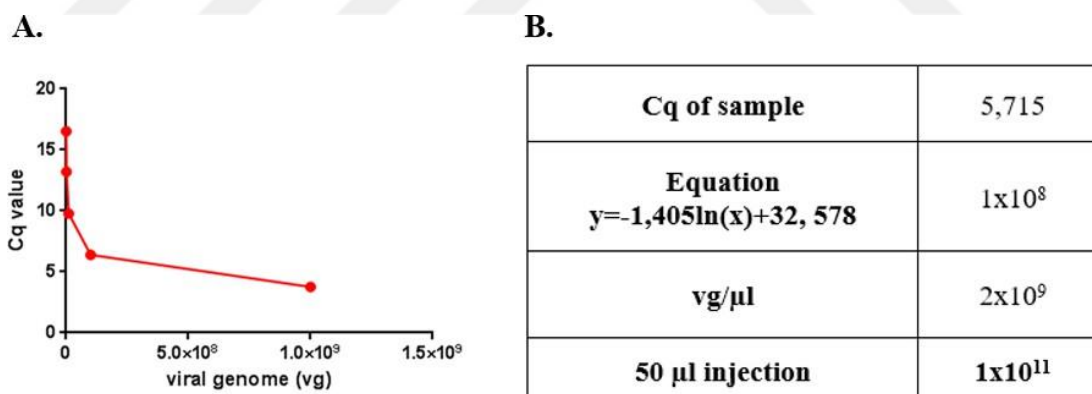 A.
B.
20
15
10
5
0
Cq value
0
5.0×10⁸
1.0×10⁹
1.5×10⁹
viral genome (vg)
Cq of sample 5,715
Equation
y=-1,405ln(x)+32, 578 1x10⁸
vg/µl 2x10⁹
50 µl injection 1x10¹¹